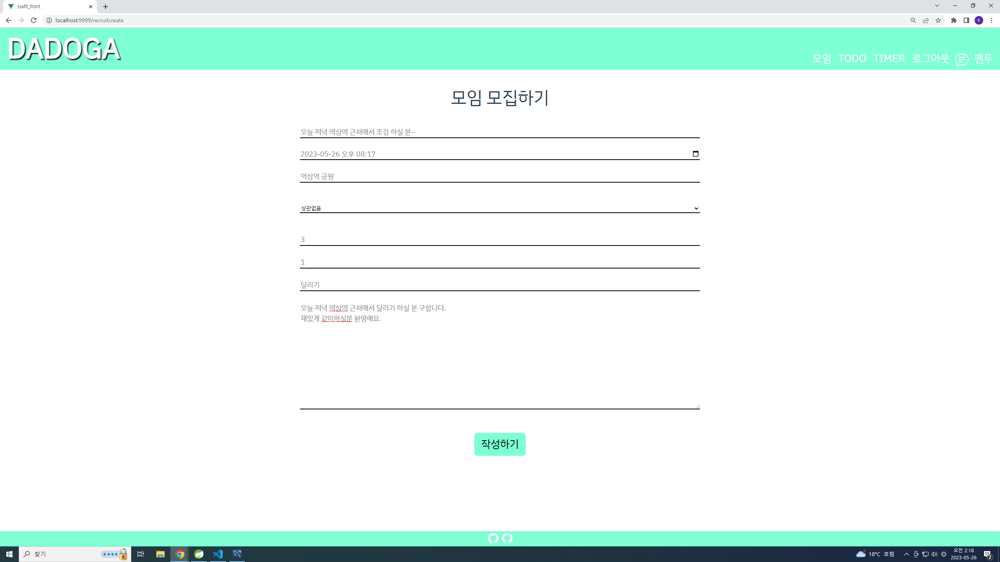 ssafit_front
localhost:9999/recruitcreate
두
DADOGA
모임 TODO TIMER 로그아웃 맨두
모임 모집하기
오늘 저녁 역삼역 근처에서 조깅 하실 분~
2023-05-26 오후 08:17
역삼역 공원
상관없음
3
1
달리기
오늘 저녁 역삼역 근처에서 달리기 하실 분 구합니다.
재밌게 같이하실분 환영해요.
작성하기
찾기
18°C 흐림
오전 2:18
2023-05-26
2